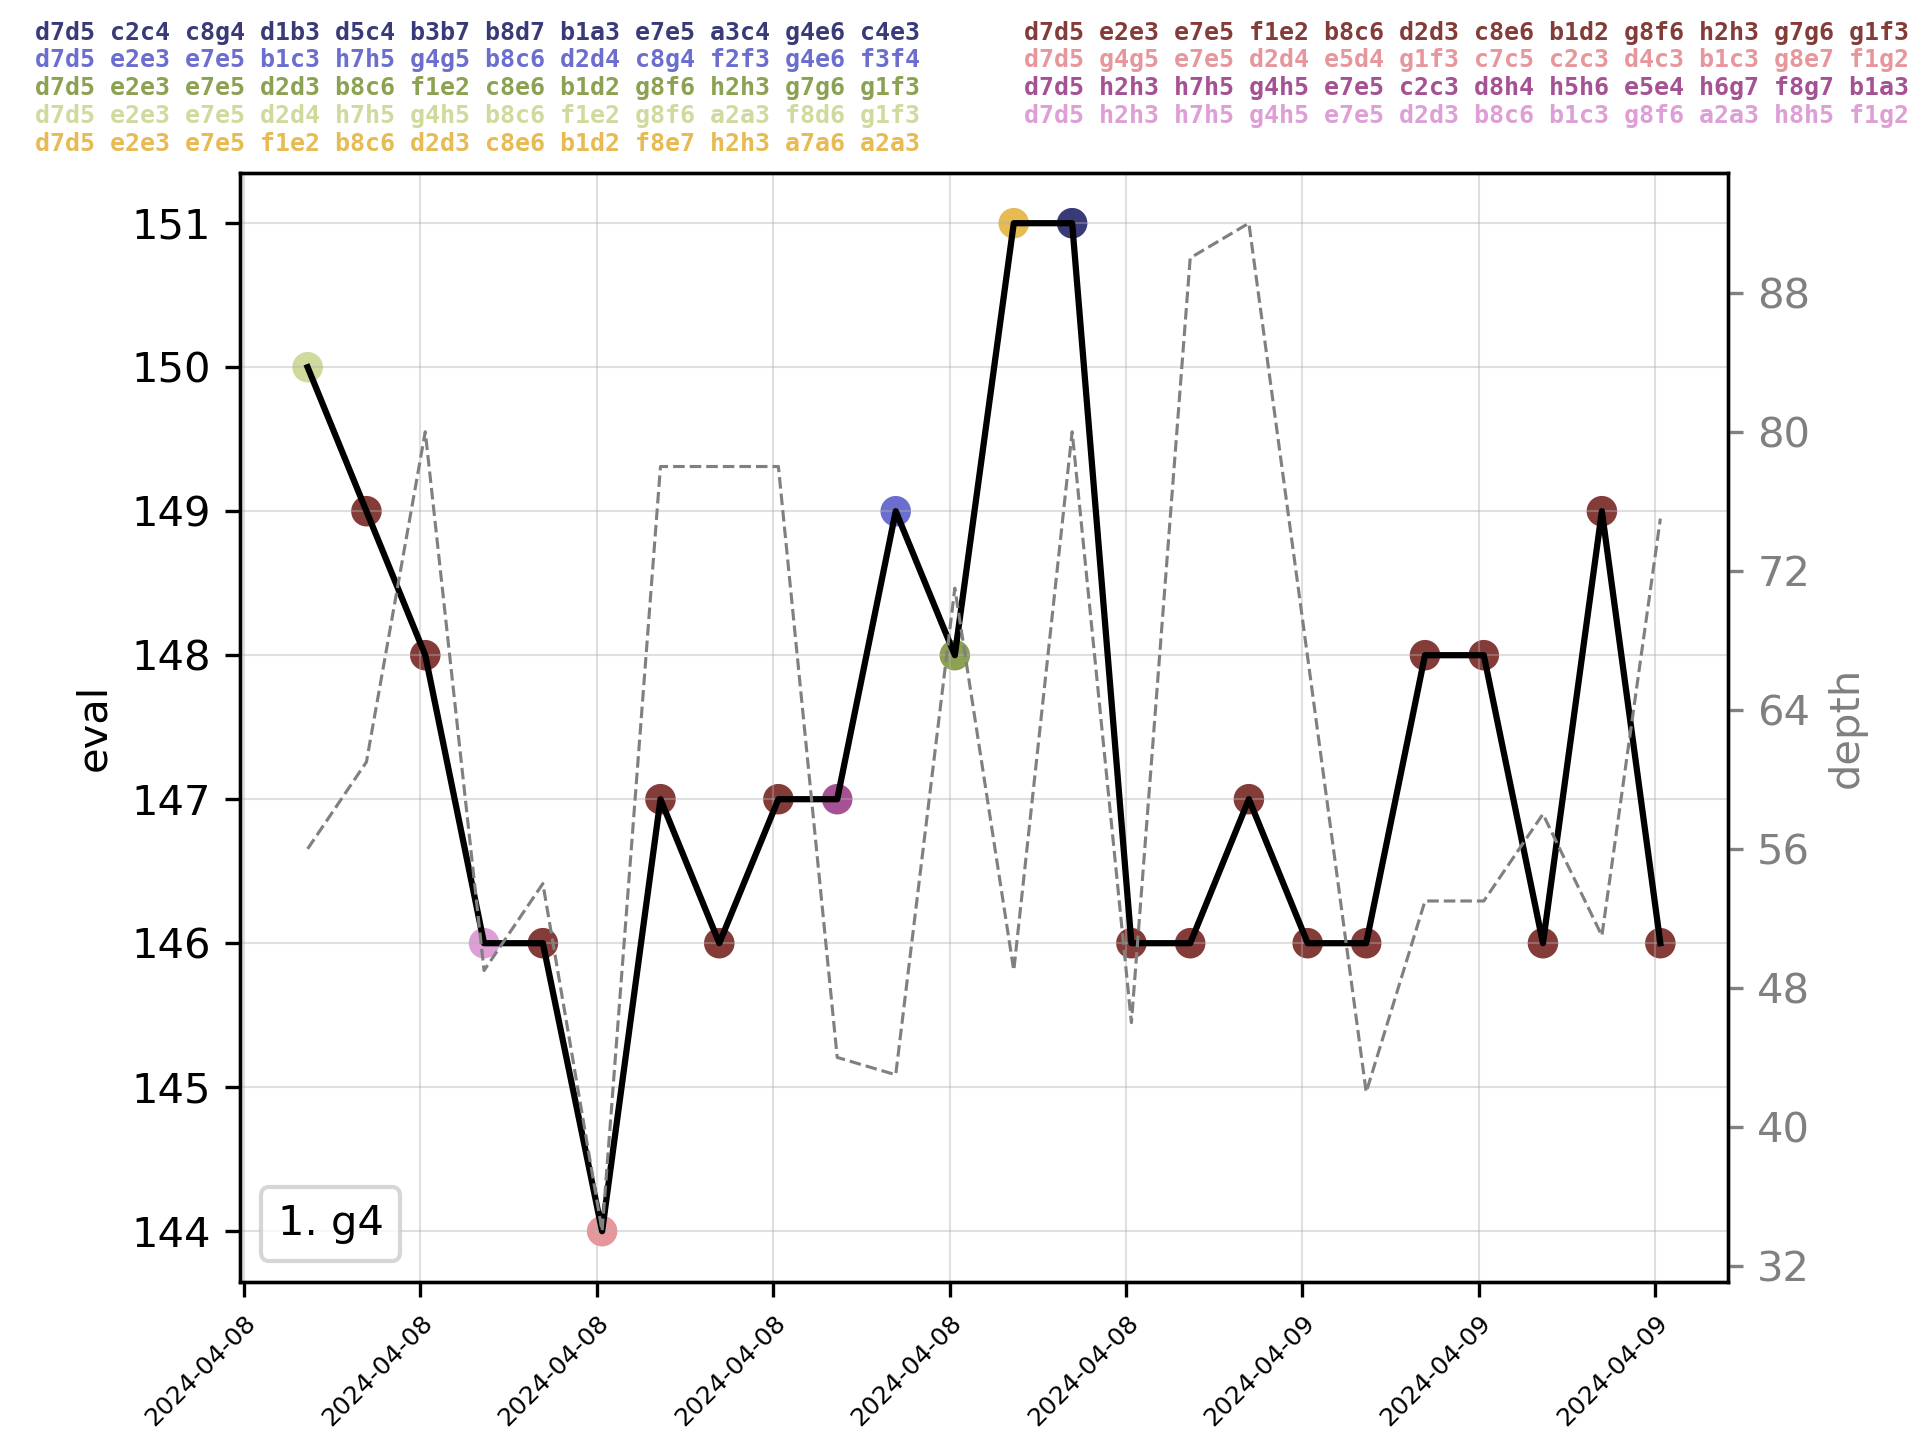 d7d5 c2c4 c8g4 d1b3 d5c4 b3b7 b8d7 b1a3 e7e5 a3c4 g4e6 c4e3
d7d5 e2e3 e7e5 b1c3 h7h5 g4g5 b8c6 d2d4 c8g4 f2f3 g4e6 f3f4
d7d5 e2e3 e7e5 d2d3 b8c6 f1e2 c8e6 b1d2 g8f6 h2h3 g7g6 g1f3
d7d5 e2e3 e7e5 d2d4 h7h5 g4h5 b8c6 f1e2 g8f6 a2a3 f8d6 g1f3
d7d5 e2e3 e7e5 f1e2 b8c6 d2d3 c8e6 b1d2 f8e7 h2h3 a7a6 a2a3
d7d5 e2e3 e7e5 f1e2 b8c6 d2d3 c8e6 b1d2 g8f6 h2h3 g7g6 g1f3
d7d5 g4g5 e7e5 d2d4 e5d4 g1f3 c7c5 c2c3 d4c3 b1c3 g8e7 f1g2
d7d5 h2h3 h7h5 g4h5 e7e5 c2c3 d8h4 h5h6 e5e4 h6g7 f8g7 b1a3
d7d5 h2h3 h7h5 g4h5 e7e5 d2d3 b8c6 b1c3 g8f6 a2a3 h8h5 f1g2
151
150
149
148
147
146
145
144
eval
88
80
72
64
56
48
40
32
depth
1. g4
2024-04-08
2024-04-08
2024-04-08
2024-04-08
2024-04-08
2024-04-08
2024-04-09
2024-04-09
2024-04-09